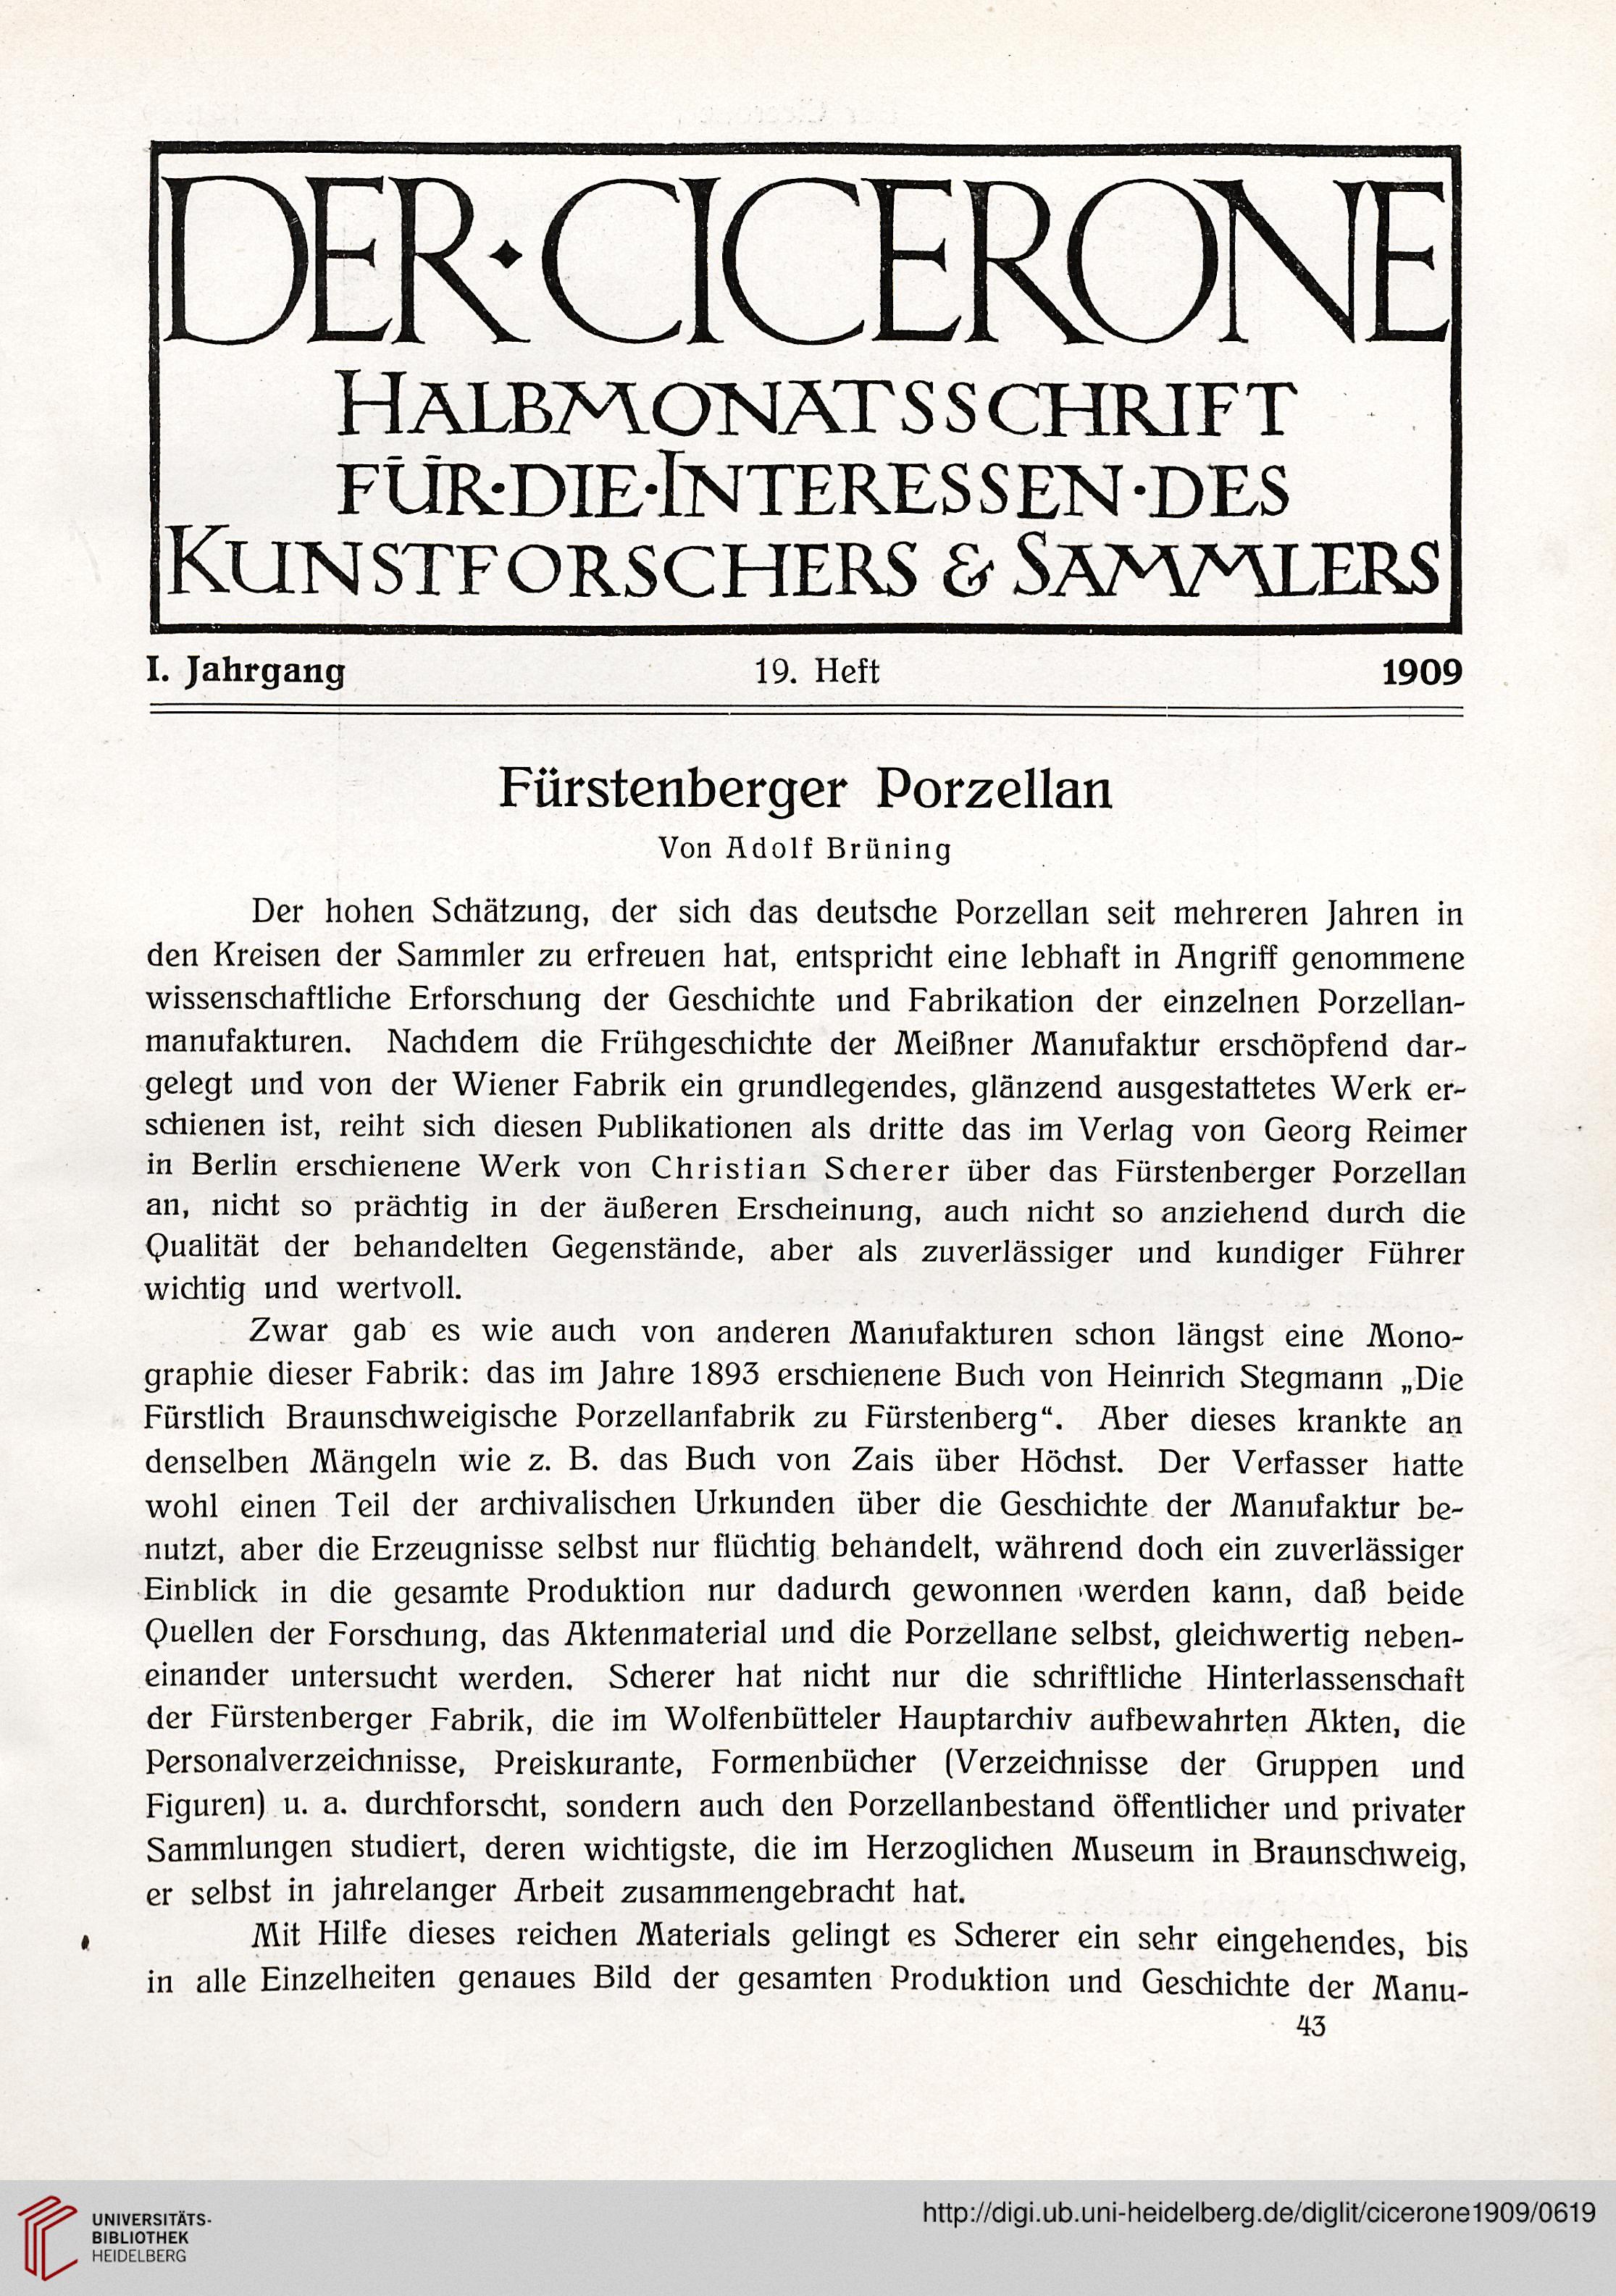 DER·CICERONE
HALBMONATSSCHRIFT
FÜR·DIE·INTERESSEN·DES
KUNSTFORSCHERS & SAMMLERS
I. Jahrgang 19. Heft 1909
Fürstenberger Porzellan
Von Adolf Brüning
Der hohen Schätzung, der sich das deutsche Porzellan seit mehreren Jahren in
den Kreisen der Sammler zu erfreuen hat, entspricht eine lebhaft in Angriff genommene
wissenschaftliche Erforschung der Geschichte und Fabrikation der einzelnen Porzellan-
manufakturen. Nachdem die Frühgeschichte der Meißner Manufaktur erschöpfend dar-
gelegt und von der Wiener Fabrik ein grundlegendes, glänzend ausgestattetes Werk er-
schienen ist, reiht sich diesen Publikationen als dritte das im Verlag von Georg Reimer
in Berlin erschienene Werk von Christian Scherer über das Fürstenberger Porzellan
an, nicht so prächtig in der äußeren Erscheinung, auch nicht so anziehend durch die
Qualität der behandelten Gegenstände, aber als zuverlässiger und kundiger Führer
wichtig und wertvoll.
Zwar gab es wie auch von anderen Manufakturen schon längst eine Mono-
graphie dieser Fabrik: das im Jahre 1893 erschienene Buch von Heinrich Stegmann „Die
Fürstlich Braunschweigische Porzellanfabrik zu Fürstenberg“. Aber dieses krankte an
denselben Mängeln wie z. B. das Buch von Zais über Höchst. Der Verfasser hatte
wohl einen Teil der archivalischen Urkunden über die Geschichte der Manufaktur be-
nutzt, aber die Erzeugnisse selbst nur flüchtig behandelt, während doch ein zuverlässiger
Einblick in die gesamte Produktion nur dadurch gewonnen werden kann, daß beide
Quellen der Forschung, das Aktenmaterial und die Porzellane selbst, gleichwertig neben-
einander untersucht werden. Scherer hat nicht nur die schriftliche Hinterlassenschaft
der Fürstenberger Fabrik, die im Wolfenbütteler Hauptarchiv aufbewahrten Akten, die
Personalverzeichnisse, Preiskurante, Formenbücher (Verzeichnisse der Gruppen und
Figuren) u. a. durchforscht, sondern auch den Porzellanbestand öffentlicher und privater
Sammlungen studiert, deren wichtigste, die im Herzoglichen Museum in Braunschweig,
er selbst in jahrelanger Arbeit zusammengebracht hat.
Mit Hilfe dieses reichen Materials gelingt es Scherer ein sehr eingehendes, bis
in alle Einzelheiten genaues Bild der gesamten Produktion und Geschichte der Manu-
43
UNIVERSITÄTS-
BIBLIOTHEK
HEIDELBERG
http://digi.ub.uni-heidelberg.de/diglit/cicerone1909/0619